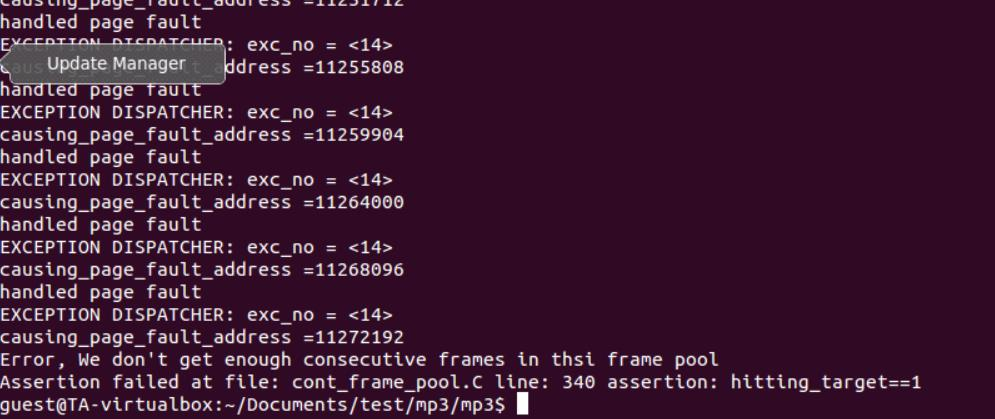 causing_page_fault_address =11251712
handled page fault
EXCEPTION DISPATCHER: exc_no = <14>
Update Manager
causing_page_fault_address =11255808
handled page fault
EXCEPTION DISPATCHER: exc_no = <14>
causing_page_fault_address =11259904
handled page fault
EXCEPTION DISPATCHER: exc_no = <14>
causing_page_fault_address =11264000
handled page fault
EXCEPTION DISPATCHER: exc_no = <14>
causing_page_fault_address =11268096
handled page fault
EXCEPTION DISPATCHER: exc_no = <14>
causing_page_fault_address =11272192
Error, We don't get enough consecutive frames in thsi frame pool
Assertion failed at file: cont_frame_pool.C line: 340 assertion: hitting_target==1
guest@TA-virtualbox:~/Documents/test/mp3/mp3$